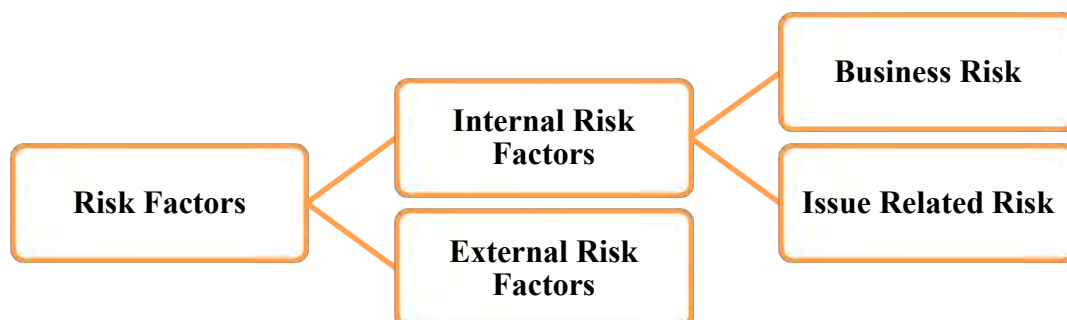 Risk Factors
Internal Risk
Factors
External Risk
Factors
Business Risk
Issue Related Risk